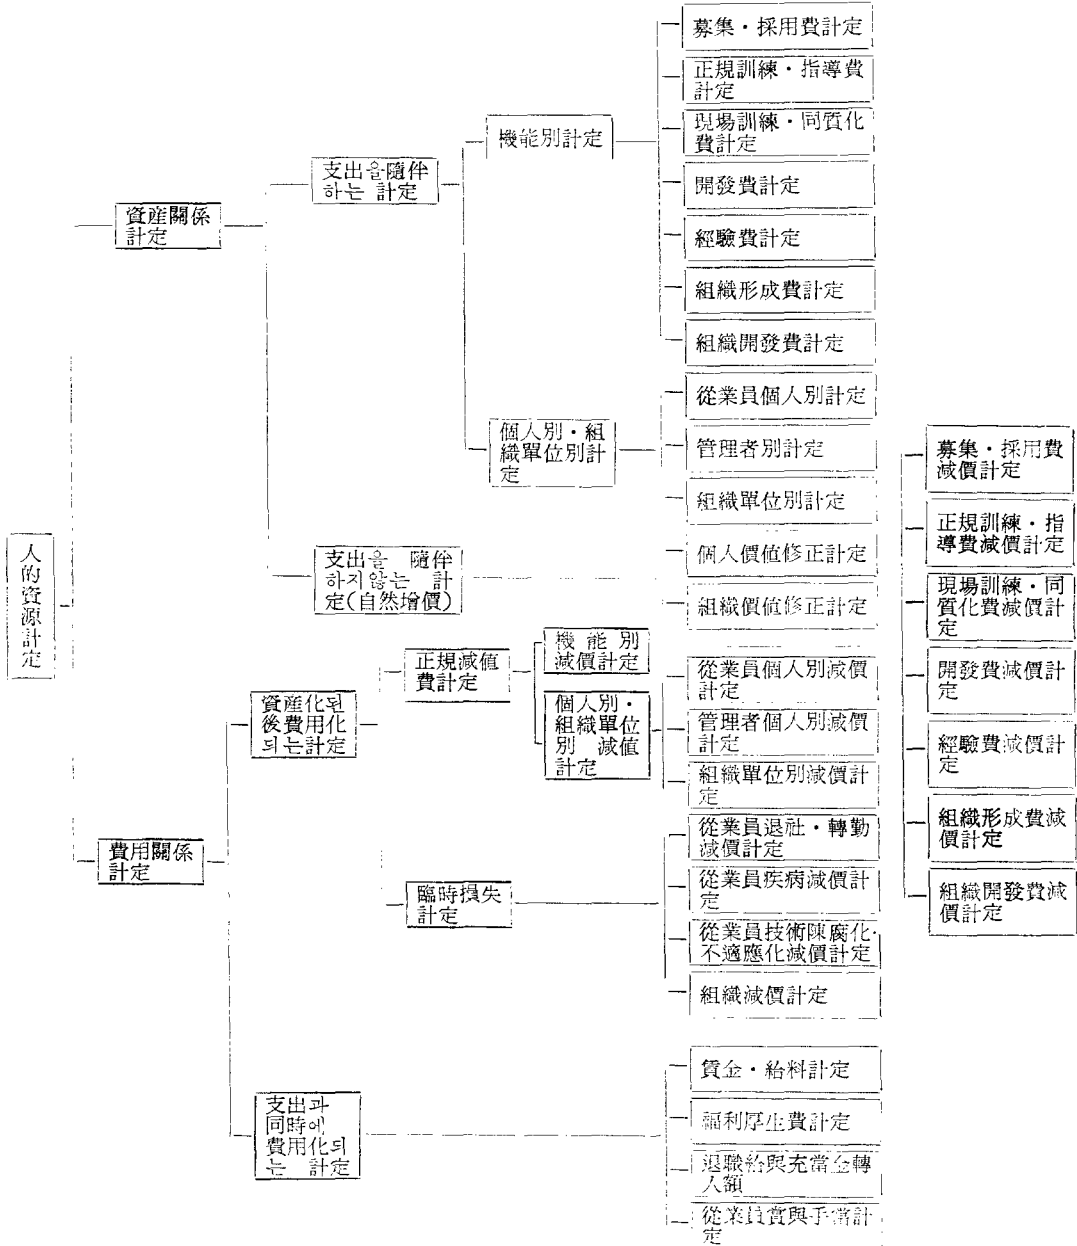 募集・採用費計定
正規訓練・指導費
計定
現場訓練・同質化
費計定
開發費計定
經驗費計定
組織形成費計定
組織開發費計定
機能別計定
支出을隨伴
하는 計定
資産關係
計定
從業員個人別計定
管理者別計定
組織單位別計定
個人別・組
織單位別計
定
個人價値修正計定
組織價値修正計定
支出을 隨伴
하지않는 計
定(自然增價)
人
的
資
源
計
定
募集・採用費
減價計定
正規訓練・指
導費減價計定
現場訓練・同
質化費減價計
定
開發費減價計
定
經驗費減價計
定
組織形成費減
價計定
組織開發費減
價計定
機能別
減價計定
正規減値
費計定
個人別・
組織單位
別 減値
計定
從業員個人別減價
計定
管理者個人別減價
計定
組織單位別減價計
定
資産化된
後費用化
되는計定
費用關係
計定
臨時損失
計定
從業員退社・轉勤
減價計定
從業員疾病減價計
定
從業員技術陳腐化・
不適應化減價計定
組織減價計定
支出과
同時에
費用化되
는 計定
賃金・給料計定
福利厚生費計定
退職給與充當金轉
入額
從業員賞與手當計
定